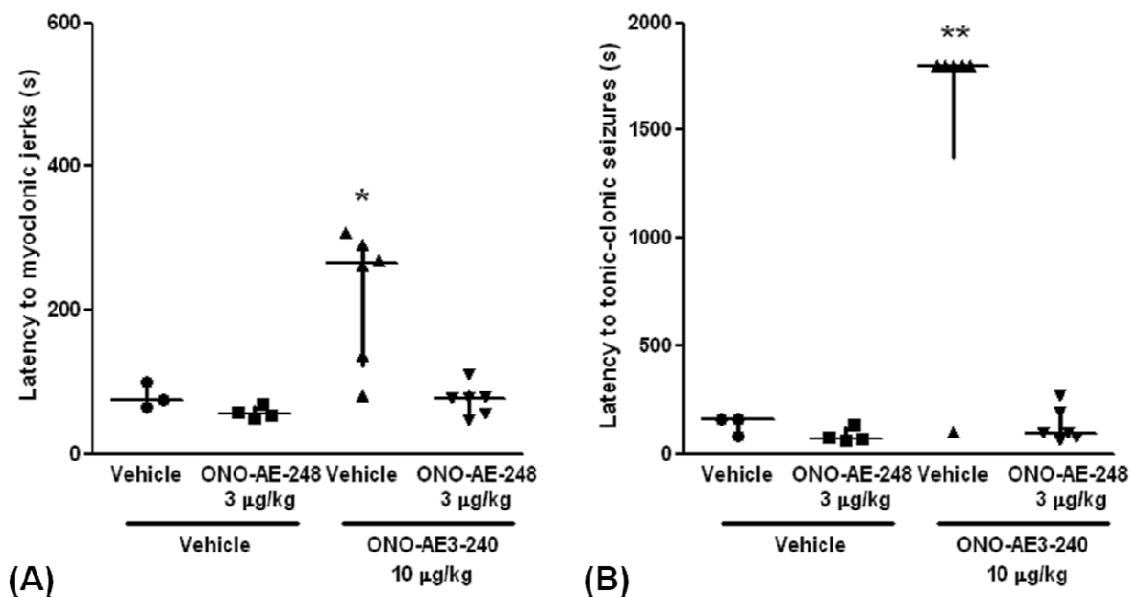 Latency to myoclonic jerks (s)
600
400
200
0
*
Vehicle
ONO-AE-248
3 µg/kg
Vehicle
ONO-AE-248
3 µg/kg
Vehicle
ONO-AE3-240
10 µg/kg
(A)
Latency to tonic-clonic seizures (s)
2000
1500
1000
500
0
**
Vehicle
ONO-AE-248
3 µg/kg
Vehicle
ONO-AE-248
3 µg/kg
Vehicle
ONO-AE3-240
10 µg/kg
(B)